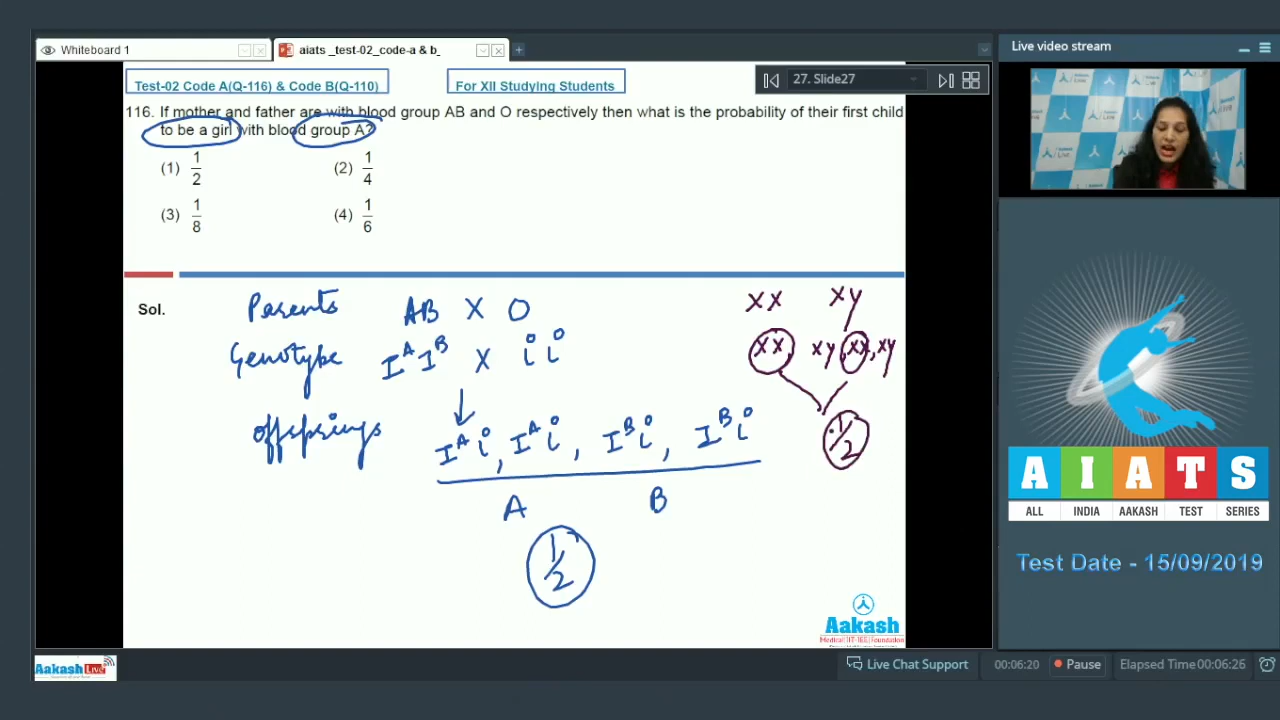 Whiteboard 1
aiats _test-02_code-a & b_
Live video stream
Test-02 Code A(Q-116) & Code B(Q-110)
For XII Studying Students
27. Slide27
116. If mother and father are with blood group AB and O respectively then what is the probability of their first child
to be a girl with blood group A?
(1) 1/2
(2) 1/4
(3) 1/8
(4) 1/6
Sol.
Parents AB X O
Genotype I^A I^B X i^o i^o
offsprings I^A i^o, I^A i^o, I^B i^o, I^B i^o
A B
1/2
XX XY
XX, XY, XX, XY
1/2
A I A T S
ALL INDIA AAKASH TEST SERIES
Test Date - 15/09/2019
Aakash
Medical|IIT-JEE|Foundation
Aakash Live
Live Chat Support
00:06:20
Pause
Elapsed Time 00:06:26